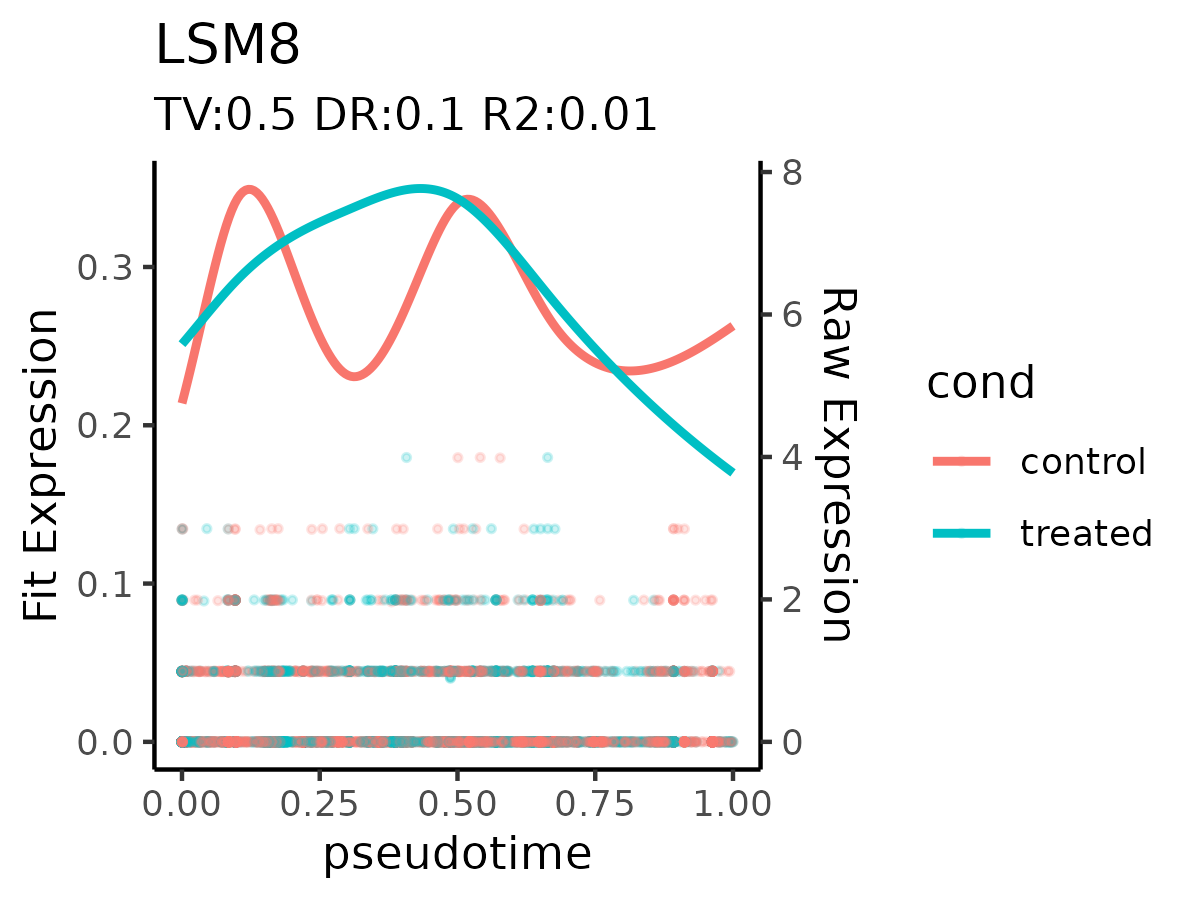 LSM8
TV:0.5 DR:0.1 R2:0.01
Fit Expression
0.3
0.2
0.1
0.0
8
6
4
2
0
Raw Expression
0.00 0.25 0.50 0.75 1.00
pseudotime
cond
control
treated